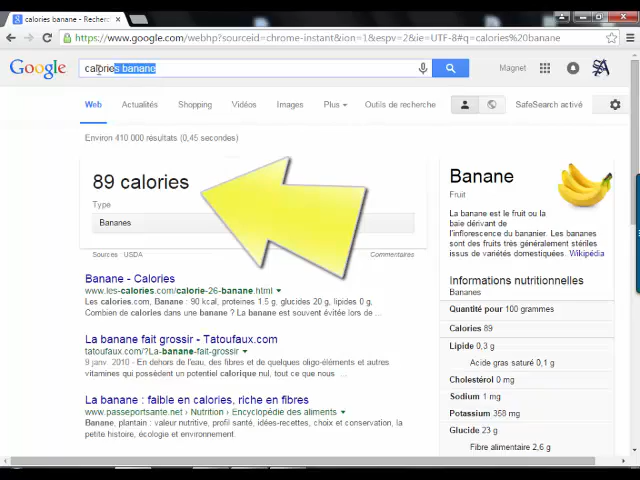 calories banane - Recher
https://www.google.com/webhp?sourceid=chrome-instant&ion=1&espv=2&ie=UTF-8#q=calories%20banane
Google calories banane Magnet
Web Actualités Shopping Vidéos Images Plus Outils de recherche SafeSearch activé
Environ 410 000 résultats (0,45 secondes)
89 calories
Type
Bananes
Sources : USDA Commentaires
Banane - Calories
www.les-calories.com/calorie-26-banane.html
Les calories.com, Banane : 90 kcal, proteines 1.5 g, glucides 20 g, lipides 0 g.
Combien de calories dans une banane ? La banane est souvent évitée lors de ...
La banane fait grossir - Tatoufaux.com
tatoufaux.com/?La-banane-fait-grossir
9 janv. 2010 - En dehors de l'eau, des fibres et de quelques oligo-éléments et autres
vitamines qui possèdent un potentiel calorique nul, tout ce que nous ...
La banane : faible en calories, riche en fibres
www.passeportsante.net › Nutrition › Encyclopédie des aliments
Banane, plantain : valeur nutritive, profil santé, idées-recettes, choix et conservation, la
petite histoire, écologie et environnement.
Banane
Fruit
La banane est le fruit ou la
baie dérivant de
l'inflorescence du bananier. Les bananes
sont des fruits très généralement stériles
issus de variétés domestiquées. Wikipédia
Informations nutritionnelles
Bananes
Quantité pour 100 grammes
Calories 89
Lipide 0,3 g
Acide gras saturé 0,1 g
Cholestérol 0 mg
Sodium 1 mg
Potassium 358 mg
Glucide 23 g
Fibre alimentaire 2,6 g